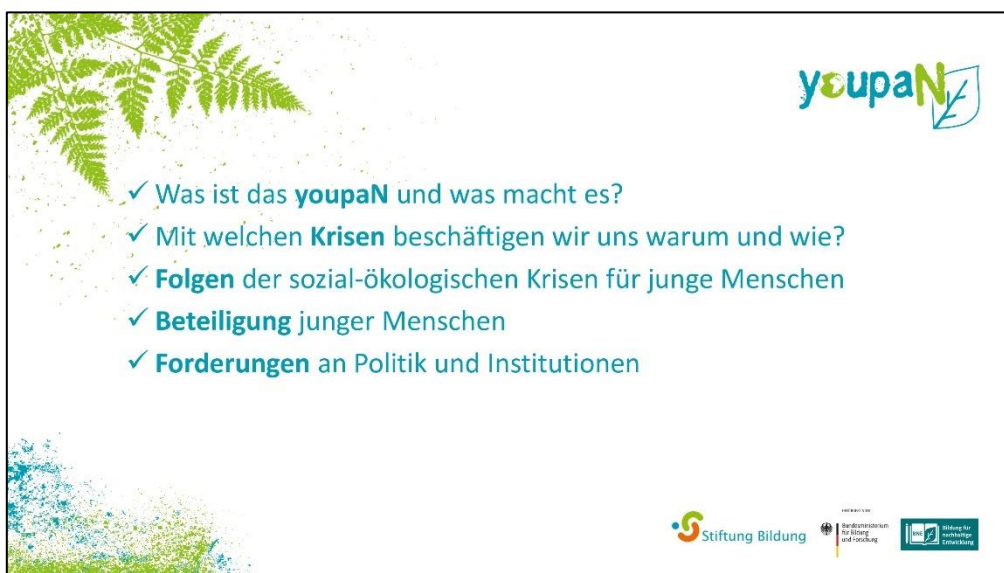 youpaN
Was ist das youpaN und was macht es?
Mit welchen Krisen beschäftigen wir uns warum und wie?
Folgen der sozial-ökologischen Krisen für junge Menschen
Beteiligung junger Menschen
Forderungen an Politik und Institutionen
Stiftung Bildung
Bundesministerium
für Bildung
und Forschung
BNE
Bildung für
nachhaltige
Entwicklung